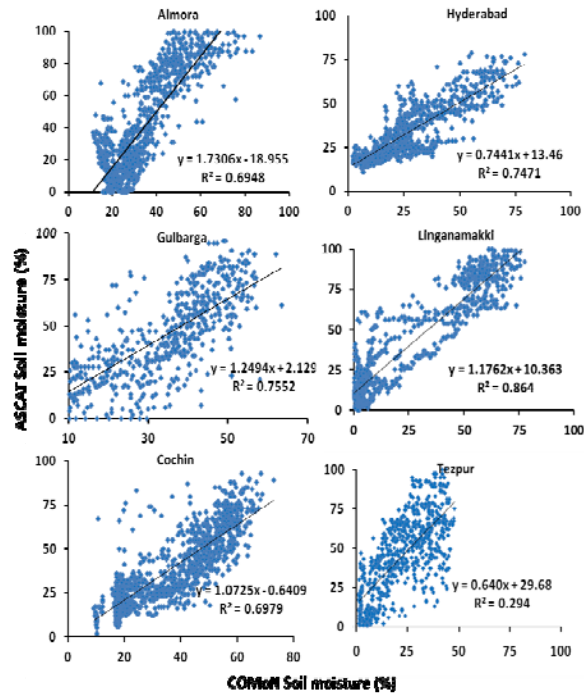 Almora
100
80
60
40
20
0
y = 1.7306x - 18.955
R² = 0.6948
0 20 40 60 80 100
Hyderabad
100
75
50
25
0
y = 0.7441x + 13.46
R² = 0.7471
0 25 50 75 100
Gulbarga
100
75
50
25
0
y = 1.2494x + 2.129
R² = 0.7552
10 30 50 70
Linganamakki
100
75
50
25
0
y = 1.1762x + 10.363
R² = 0.864
0 25 50 75 100
Cochin
100
75
50
25
0
y = 1.0725x - 0.6409
R² = 0.6979
0 20 40 60 80
Tezpur
100
75
50
25
0
y = 0.640x + 29.68
R² = 0.294
0 25 50 75 100
ASCAT Soil moisture (%)
COMoN Soil moisture (%)